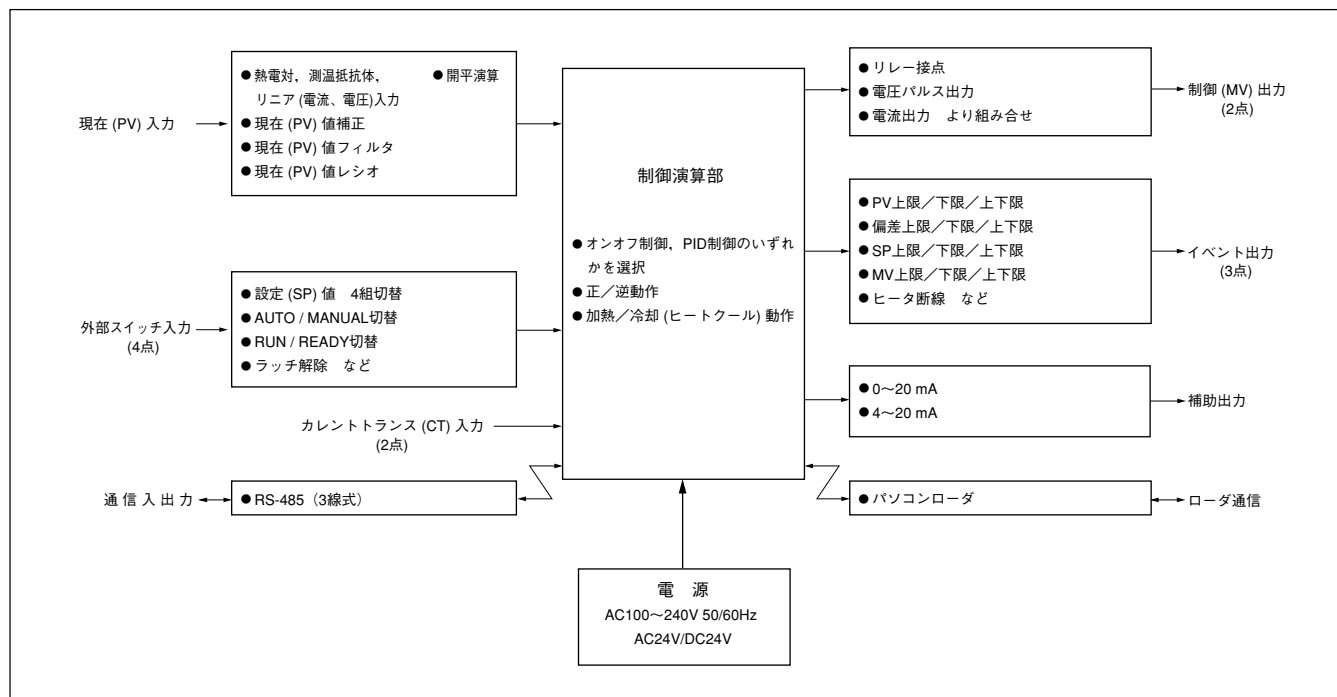 現在 (PV) 入力
● 熱電対，測温抵抗体， ● 開平演算
リニア (電流、電圧)入力
● 現在 (PV) 値補正
● 現在 (PV) 値フィルタ
● 現在 (PV) 値レシオ
外部スイッチ入力
(4点)
● 設定 (SP) 値　4組切替
● AUTO / MANUAL切替
● RUN / READY切替
● ラッチ解除　など
カレントトランス (CT) 入力
(2点)
通 信 入 出 力
● RS-485（3線式）
制御演算部
● オンオフ制御，PID制御のいずれ
かを選択
● 正／逆動作
● 加熱／冷却 (ヒートクール) 動作
電　源
AC100～240V 50/60Hz
AC24V/DC24V
● リレー接点
● 電圧パルス出力
● 電流出力　より組み合せ
制御 (MV) 出力
(2点)
● PV上限／下限／上下限
● 偏差上限／下限／上下限
● SP上限／下限／上下限
● MV上限／下限／上下限
● ヒータ断線　など
イベント出力
(3点)
● 0～20 mA
● 4～20 mA
補助出力
● パソコンローダ
ローダ通信